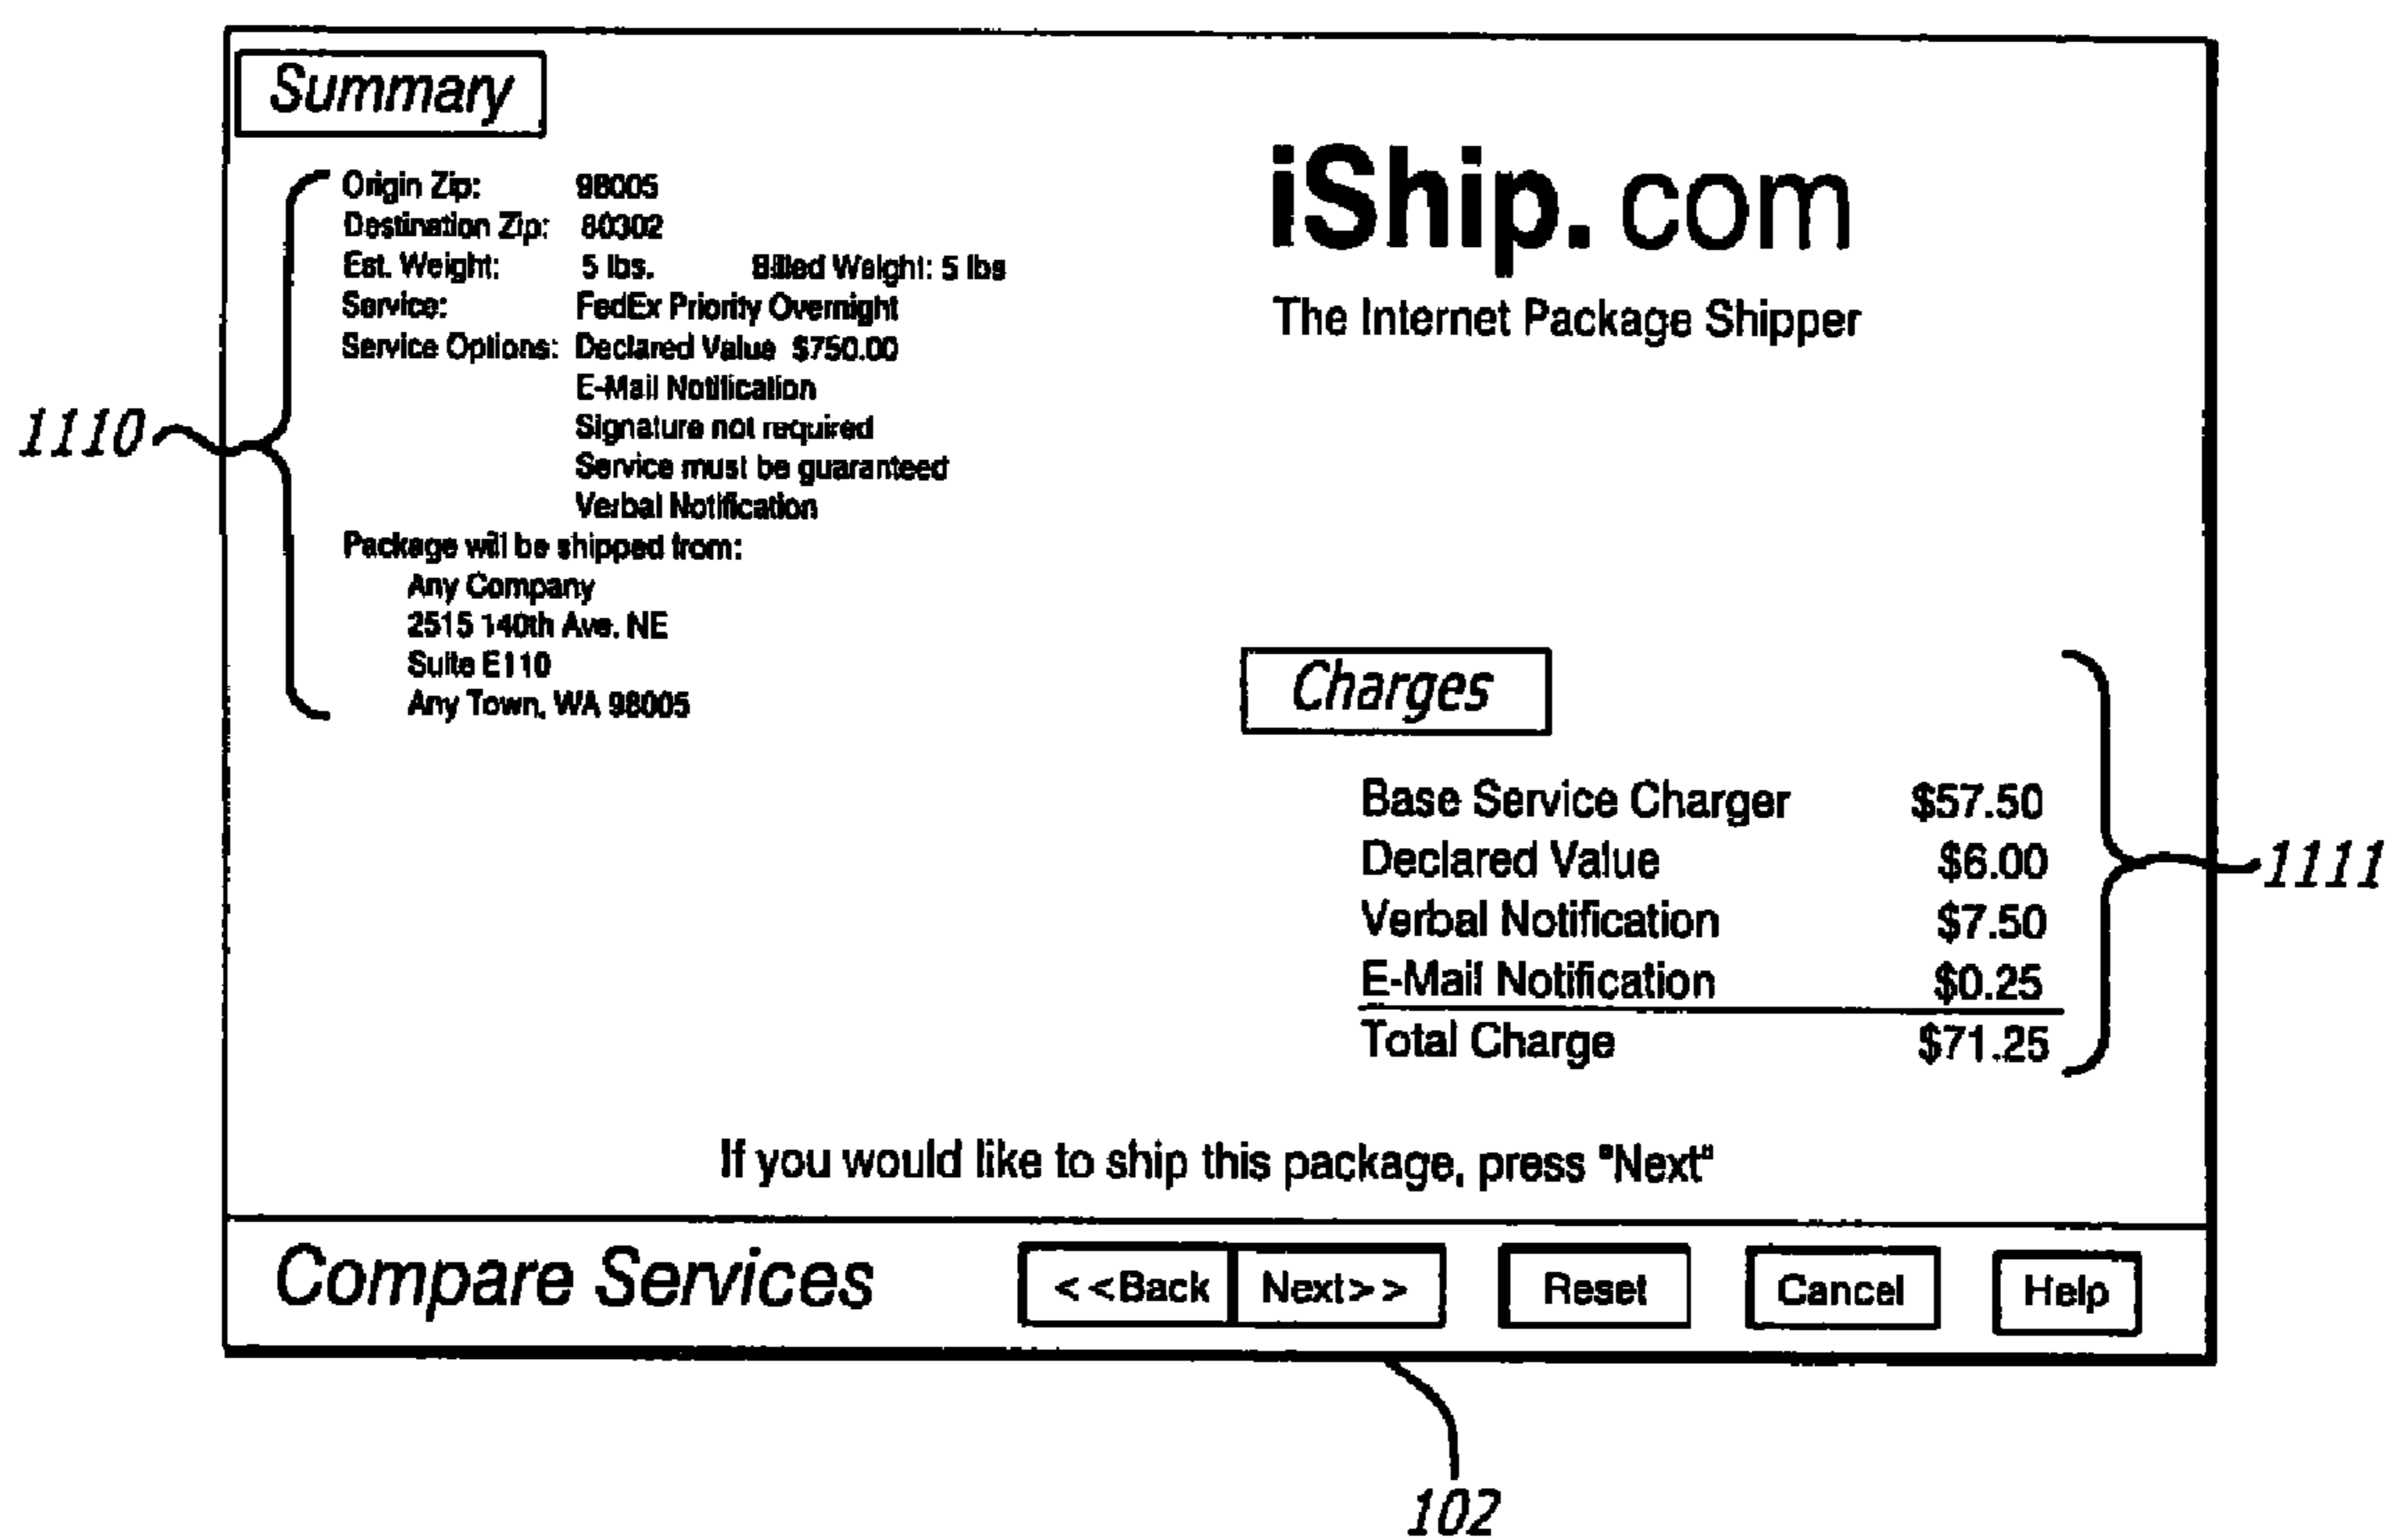 Summary
Origin Zip: 98005
Destination Zip: 80302
Est. Weight: 5 lbs. Billed Weight: 5 lbs
Service: FedEx Priority Overnight
Service Options: Declared Value $750.00
E-Mail Notification
Signature not required
Service must be guaranteed
Verbal Notification
Package will be shipped from:
Any Company
2515 140th Ave. NE
Suite E110
Any Town, WA 98005
1110
iShip. com
The Internet Package Shipper
Charges
Base Service Charger $57.50
Declared Value $6.00
Verbal Notification $7.50
E-Mail Notification $0.25
Total Charge $71.25
1111
If you would like to ship this package, press "Next"
Compare Services <<Back Next>> Reset Cancel Help
102